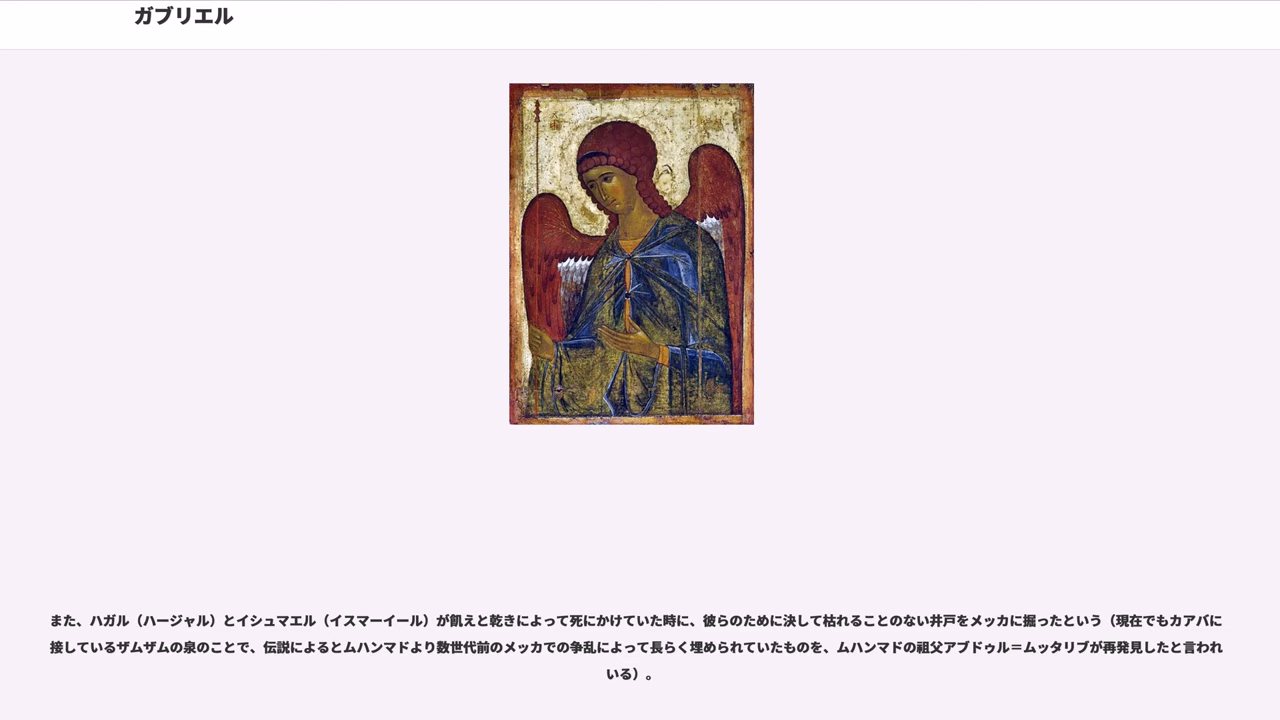 ガブリエル
また、ハガル（ハージャル）とイシュマエル（イスマーイール）が飢えと乾きによって死にかけていた時に、彼らのために決して枯れることのない井戸をメッカに掘ったという（現在でもカアバに
接しているザムザムの泉のことで、伝説によるとムハンマドより数世代前のメッカでの争乱によって長らく埋められていたものを、ムハンマドの祖父アブドゥル＝ムッタリブが再発見したと言われ
いる）。